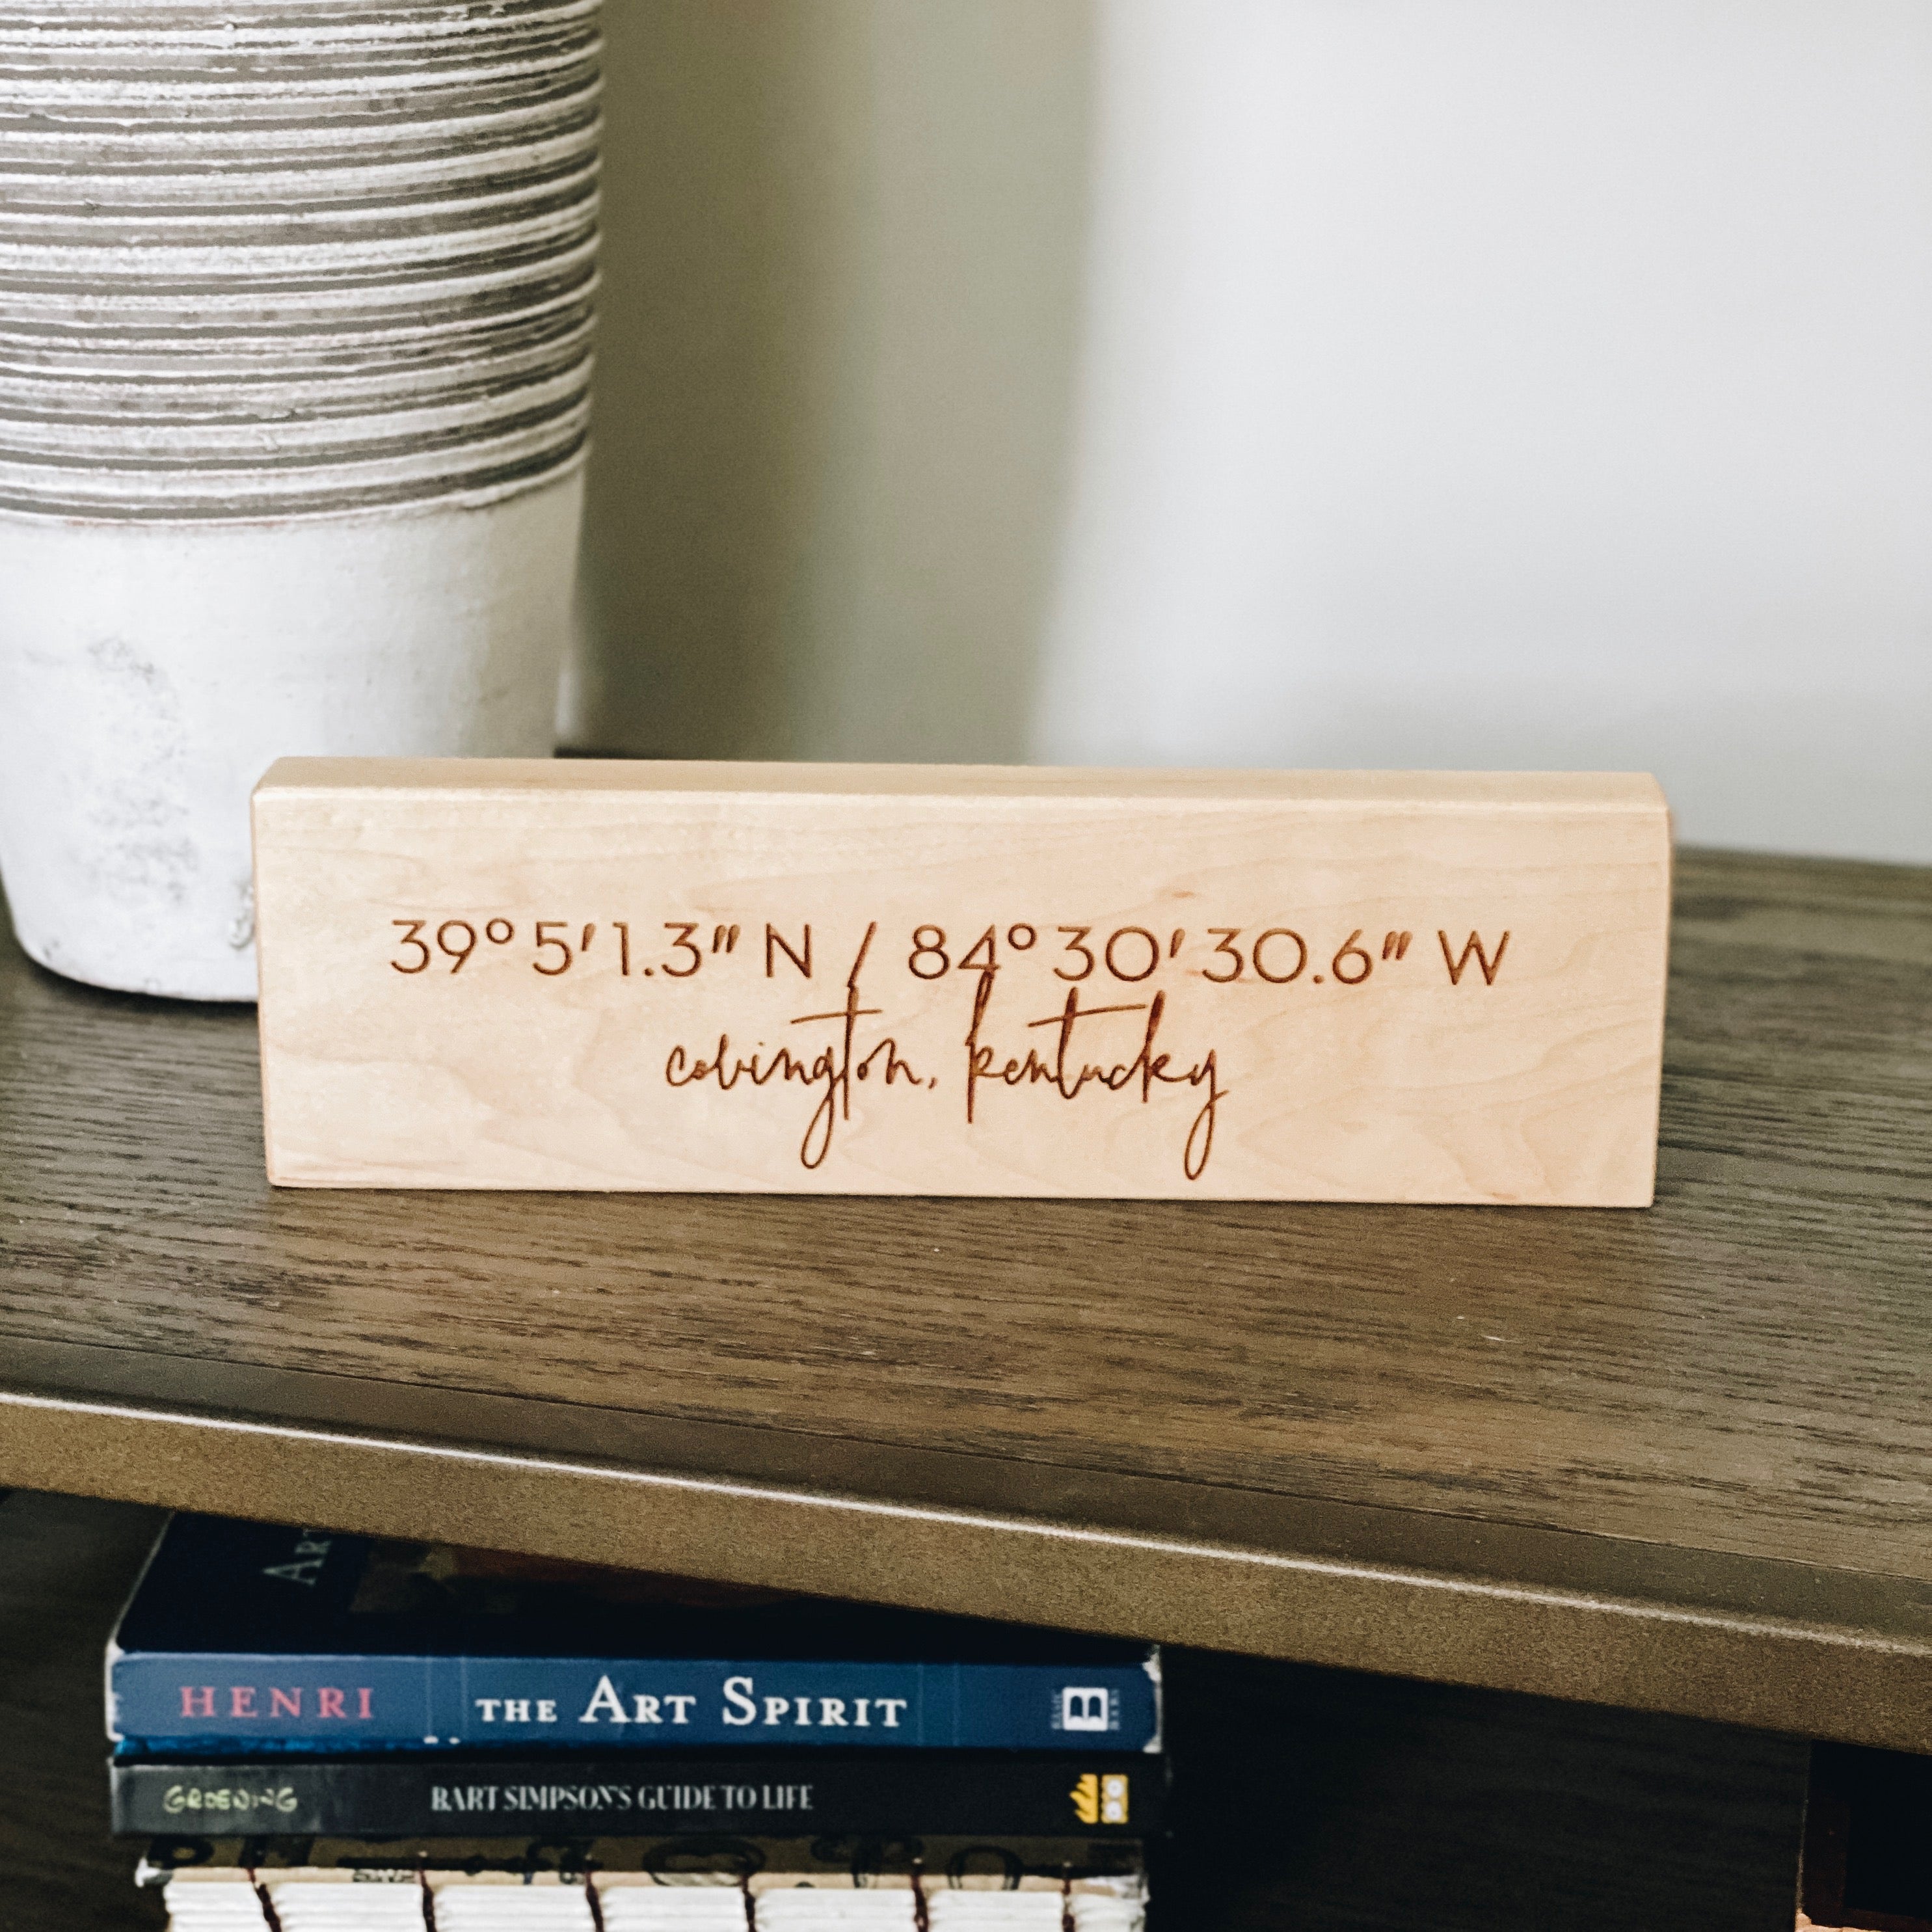 39° 5′ 1.3″ N / 84° 30′ 30.6″ W
covington, kentucky
HENRI THE ART SPIRIT B
GROENING BART SIMPSON'S GUIDE TO LIFE